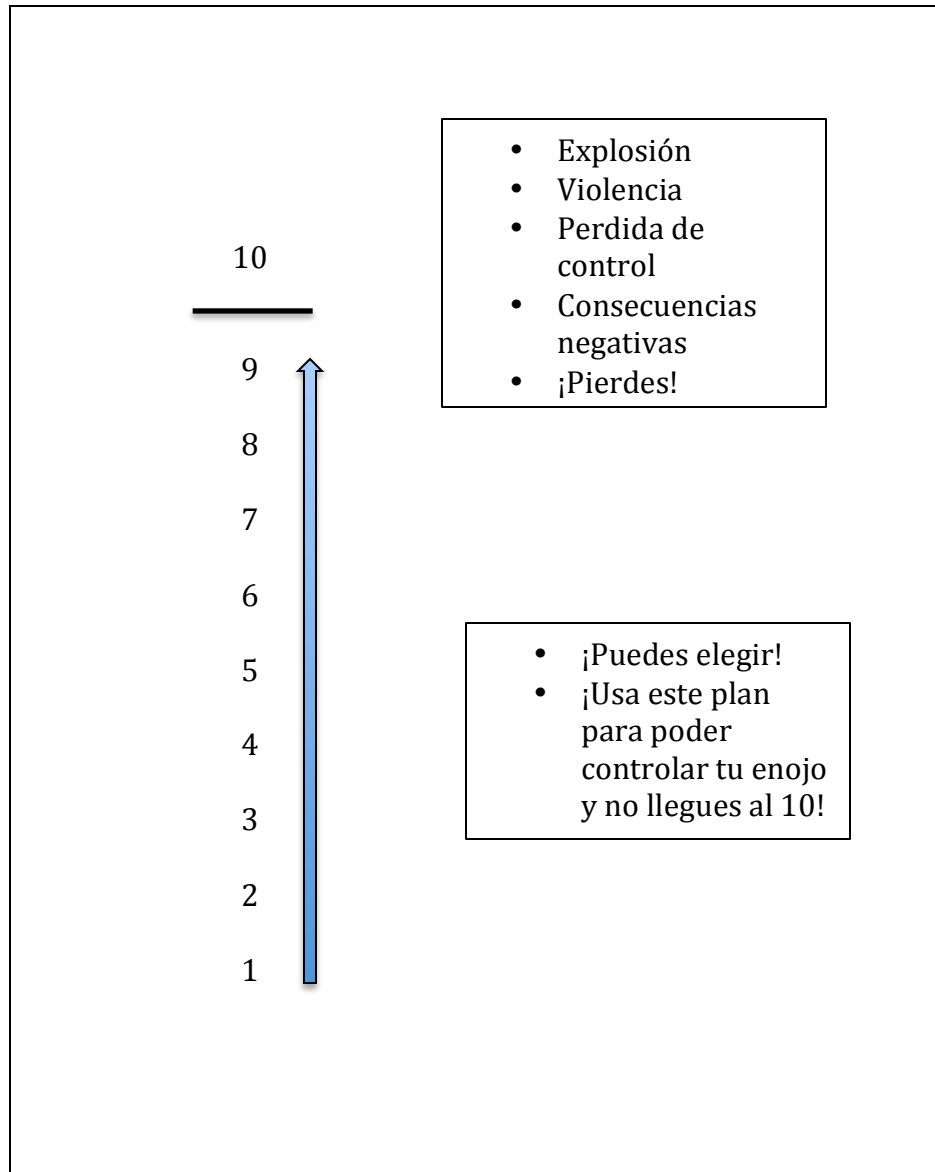 • Explosión
• Violencia
• Perdida de
control
• Consecuencias
negativas
• ¡Pierdes!
10
9
8
7
6
5
4
3
2
1
• ¡Puedes elegir!
• ¡Usa este plan
para poder
controlar tu enojo
y no llegues al 10!